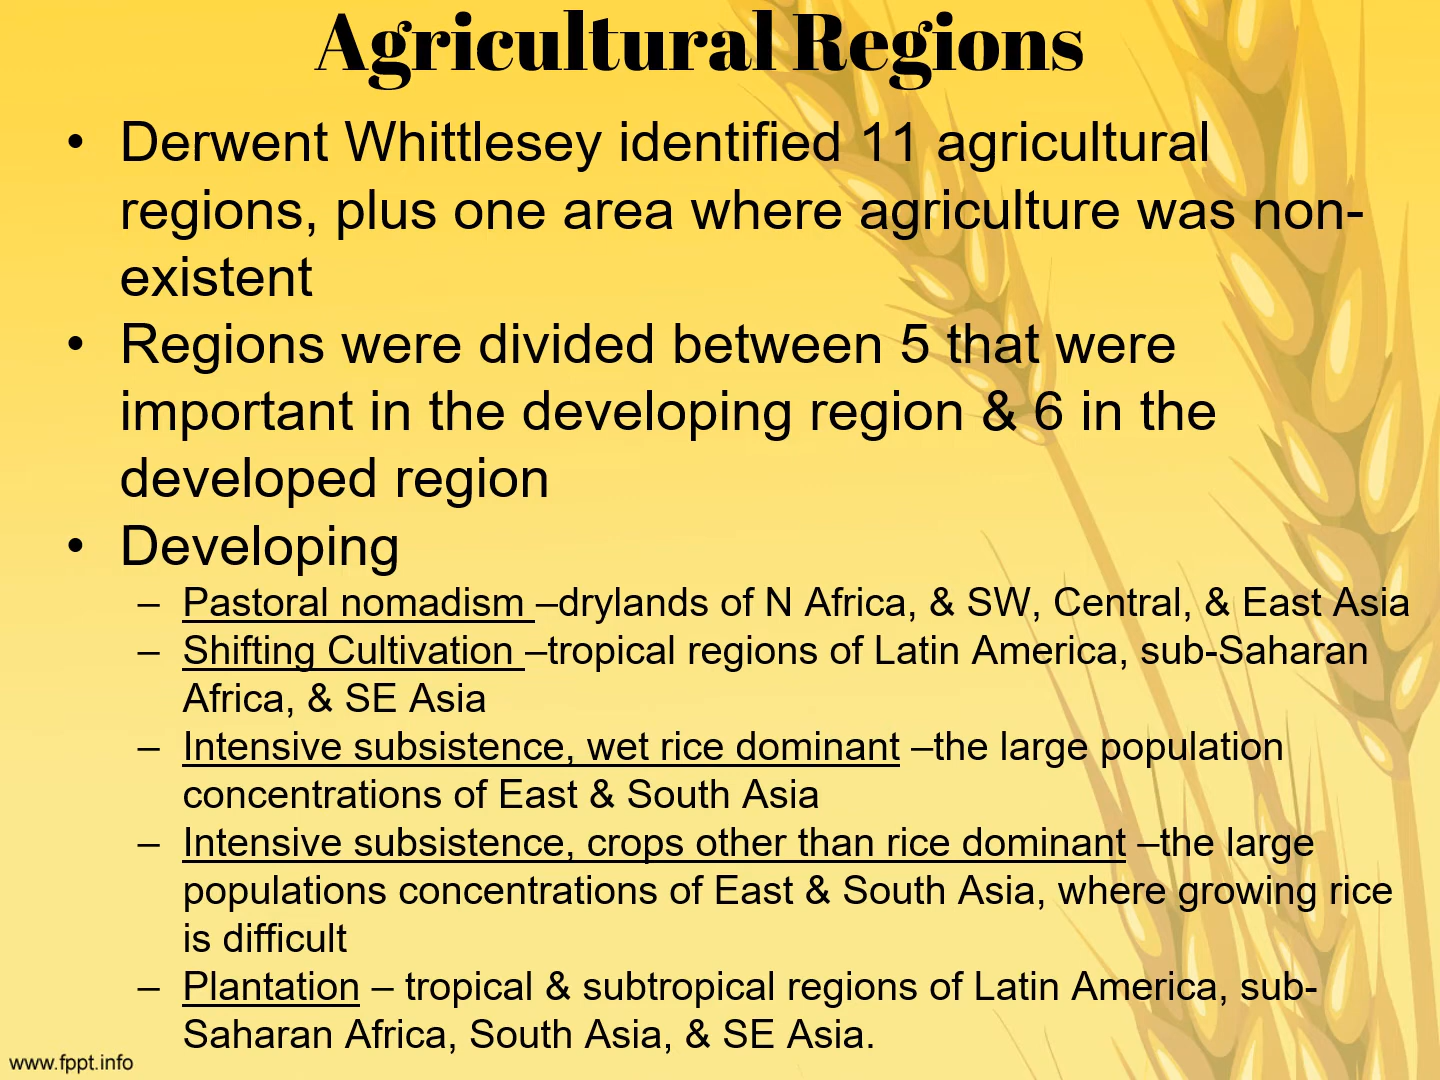 Agricultural Regions
• Derwent Whittlesey identified 11 agricultural
regions, plus one area where agriculture was non-
existent
• Regions were divided between 5 that were
important in the developing region & 6 in the
developed region
• Developing
– Pastoral nomadism –drylands of N Africa, & SW, Central, & East Asia
– Shifting Cultivation –tropical regions of Latin America, sub-Saharan
Africa, & SE Asia
– Intensive subsistence, wet rice dominant –the large population
concentrations of East & South Asia
– Intensive subsistence, crops other than rice dominant –the large
populations concentrations of East & South Asia, where growing rice
is difficult
– Plantation – tropical & subtropical regions of Latin America, sub-
Saharan Africa, South Asia, & SE Asia.
www.fppt.info